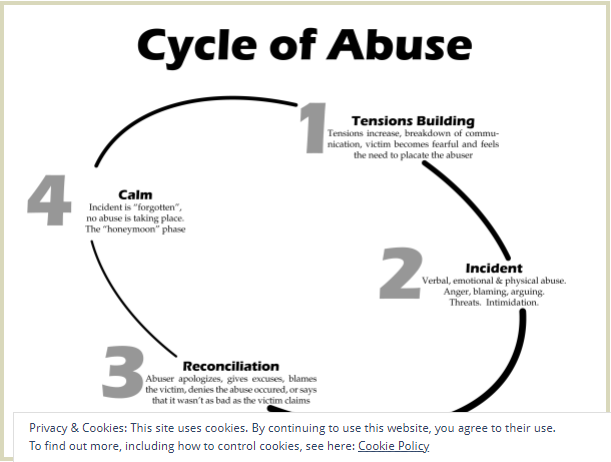 Cycle of Abuse
1
Tensions Building
Tensions increase, breakdown of commu-
nication, victim becomes fearful and feels
the need to placate the abuser
2
Incident
Verbal, emotional & physical abuse.
Anger, blaming, arguing.
Threats. Intimidation.
3
Reconciliation
Abuser apologizes, gives excuses, blames
the victim, denies the abuse occured, or says
that it wasn't as bad as the victim claims
4
Calm
Incident is "forgotten",
no abuse is taking place.
The "honeymoon" phase
Privacy & Cookies: This site uses cookies. By continuing to use this website, you agree to their use.
To find out more, including how to control cookies, see here: Cookie Policy